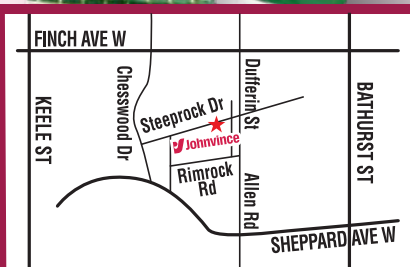 FINCH AVE W
KEELE ST
Chesswood Dr
Steeprock Dr
Dufferin St
BATHURST ST
Johnvince
Rimrock
Rd
Allen Rd
SHEPPARD AVE W